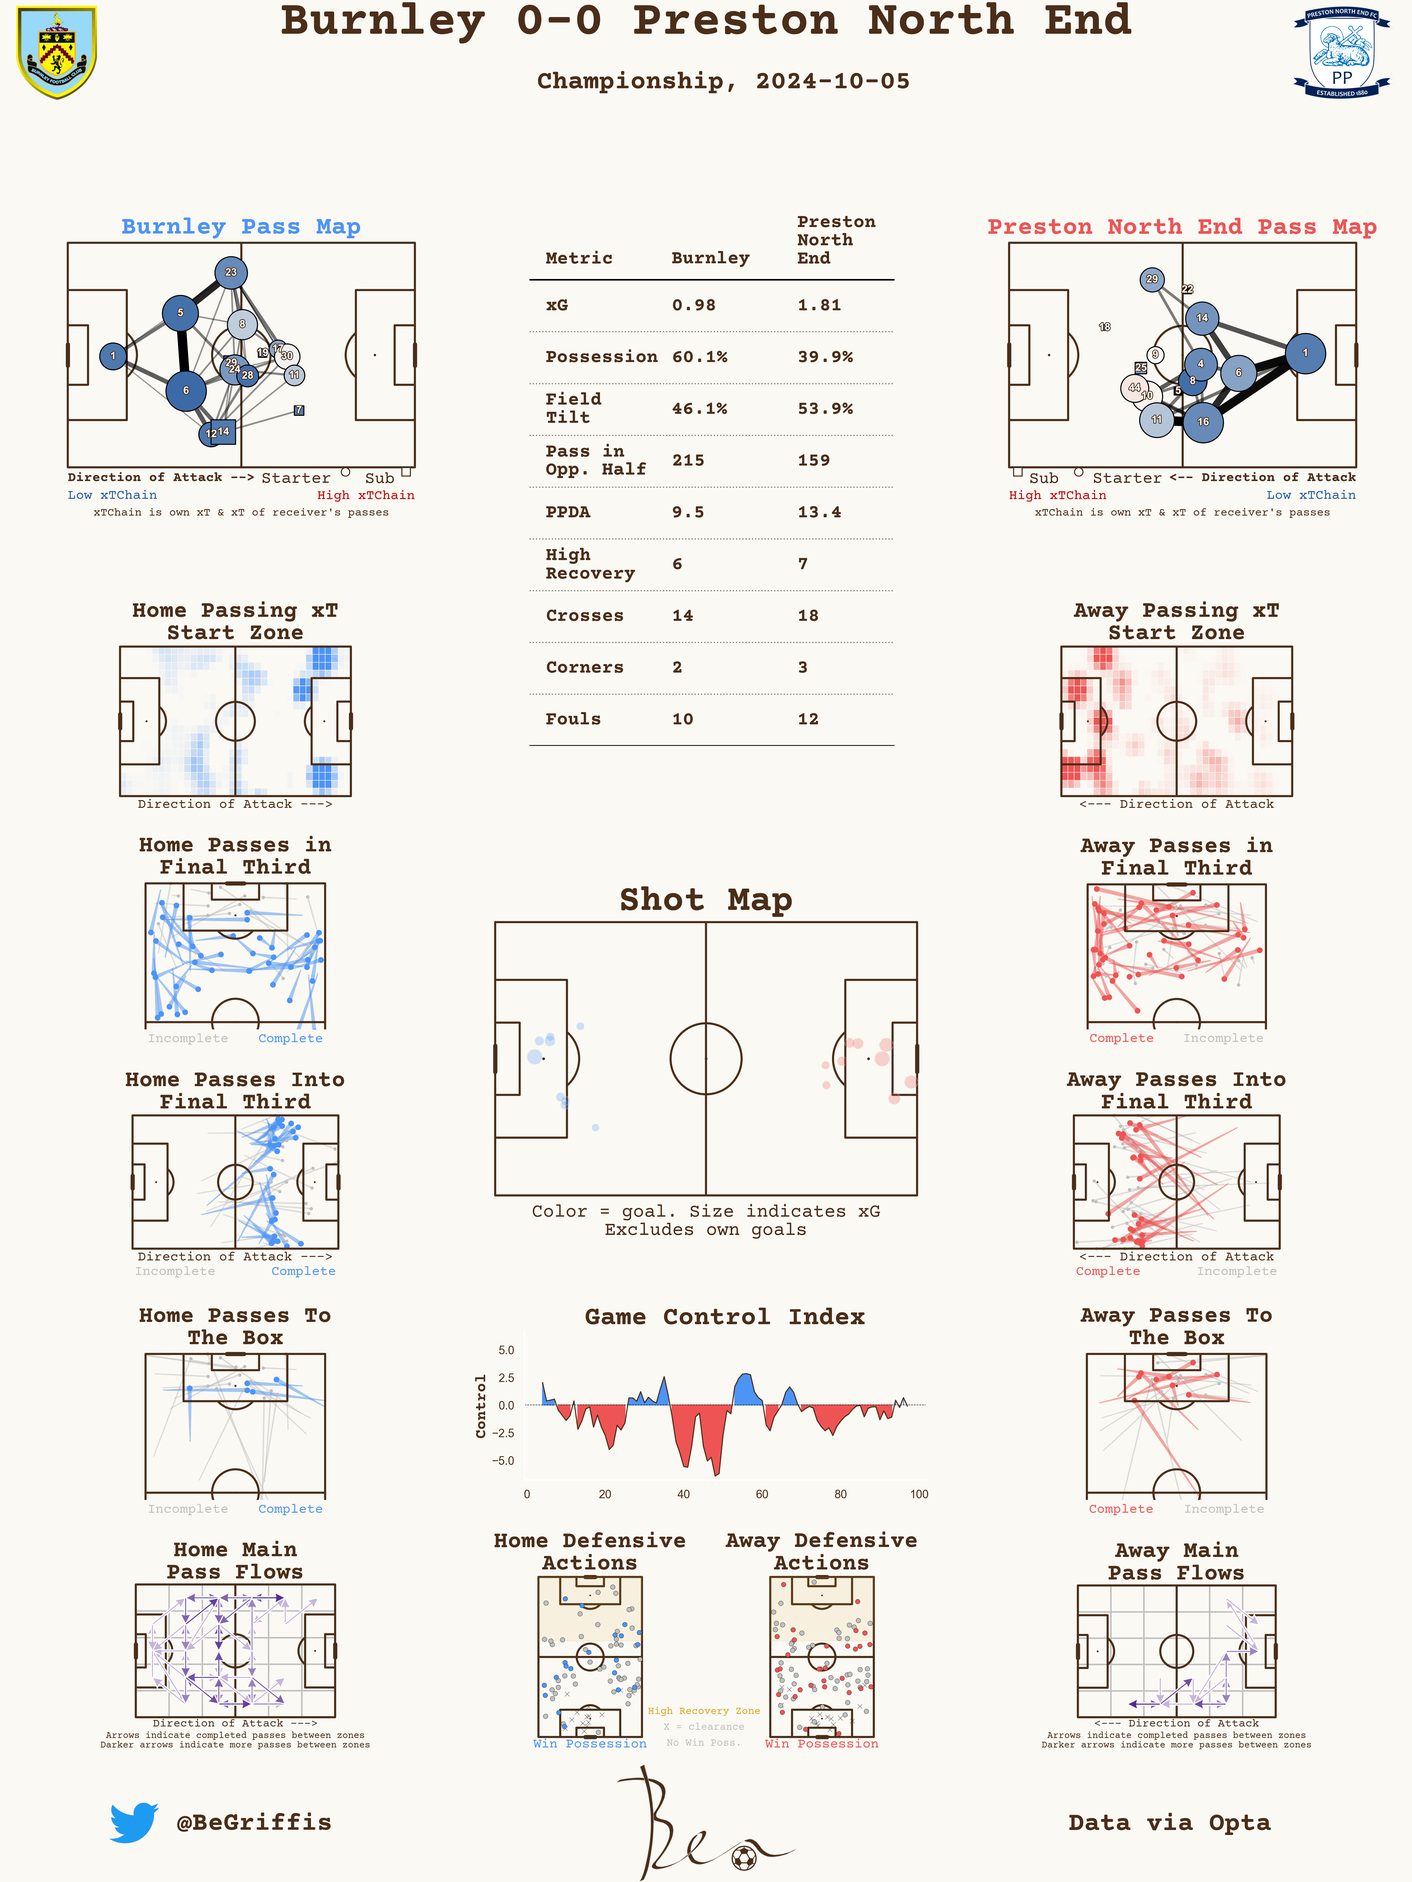 Burnley 0-0 Preston North End
Championship, 2024-10-05
PRESTON NORTH END FC
PP
ESTABLISHED 1880
BURNLEY FOOTBALL CLUB
Burnley Pass Map
23
5
8
1
19
17
30
29
24
28
11
6
7
12
14
Direction of Attack --> Starter Sub
Low xTChain High xTChain
xTChain is own xT & xT of receiver's passes
Metric Burnley Preston North End
xG 0.98 1.81
Possession 60.1% 39.9%
Field Tilt 46.1% 53.9%
Pass in Opp. Half 215 159
PPDA 9.5 13.4
High Recovery 6 7
Crosses 14 18
Corners 2 3
Fouls 10 12
Preston North End Pass Map
29
22
14
18
9
1
4
25
6
8
44
5
10
11
16
Sub Starter <-- Direction of Attack
High xTChain Low xTChain
xTChain is own xT & xT of receiver's passes
Home Passing xT
Start Zone
Direction of Attack --->
Away Passing xT
Start Zone
<--- Direction of Attack
Home Passes in
Final Third
Incomplete Complete
Away Passes in
Final Third
Complete Incomplete
Shot Map
Color = goal. Size indicates xG
Excludes own goals
Home Passes Into
Final Third
Direction of Attack --->
Incomplete Complete
Away Passes Into
Final Third
<--- Direction of Attack
Complete Incomplete
Home Passes To
The Box
Incomplete Complete
Game Control Index
Control
5.0
2.5
0.0
−2.5
−5.0
0 20 40 60 80 100
Away Passes To
The Box
Complete Incomplete
Home Main
Pass Flows
Direction of Attack --->
Arrows indicate completed passes between zones
Darker arrows indicate more passes between zones
Home Defensive
Actions
Win Possession
Away Defensive
Actions
Win Possession
High Recovery Zone
X = clearance
No Win Poss.
Away Main
Pass Flows
<--- Direction of Attack
Arrows indicate completed passes between zones
Darker arrows indicate more passes between zones
@BeGriffis
Ben
Data via Opta